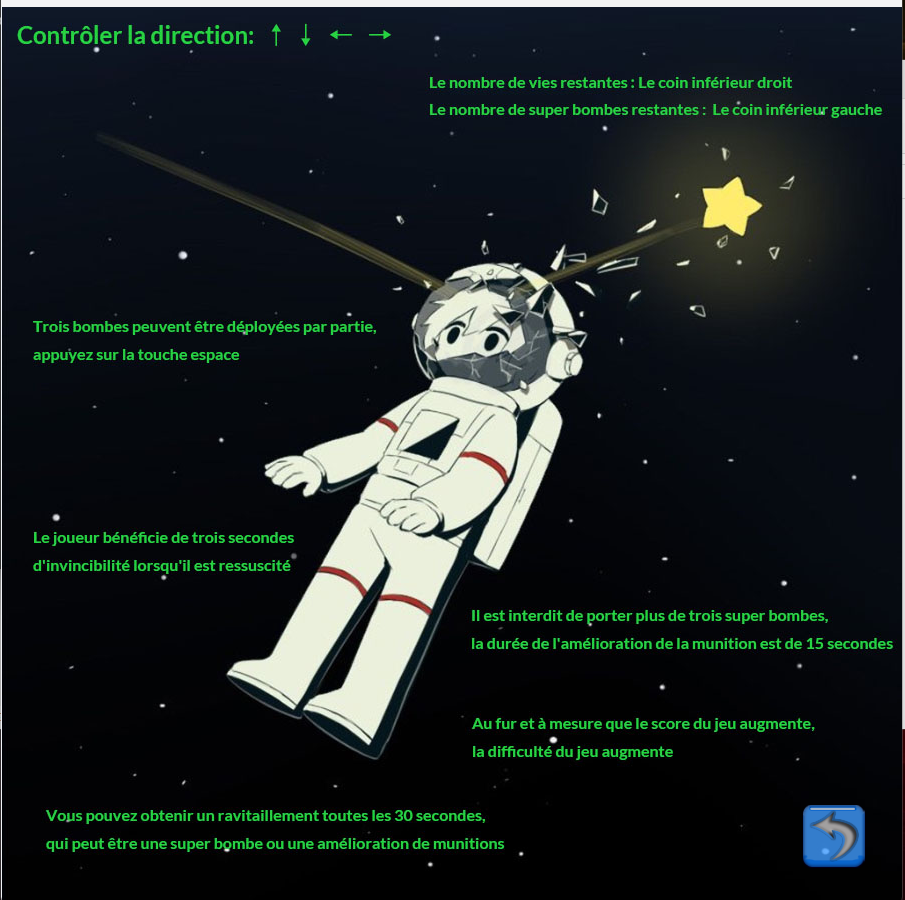 Contrôler la direction: ↑ ↓ ← →
Le nombre de vies restantes : Le coin inférieur droit
Le nombre de super bombes restantes : Le coin inférieur gauche
Trois bombes peuvent être déployées par partie,
appuyez sur la touche espace
Le joueur bénéficie de trois secondes
d'invincibilité lorsqu'il est ressuscité
Il est interdit de porter plus de trois super bombes,
la durée de l'amélioration de la munition est de 15 secondes
Au fur et à mesure que le score du jeu augmente,
la difficulté du jeu augmente
Vous pouvez obtenir un ravitaillement toutes les 30 secondes,
qui peut être une super bombe ou une amélioration de munitions